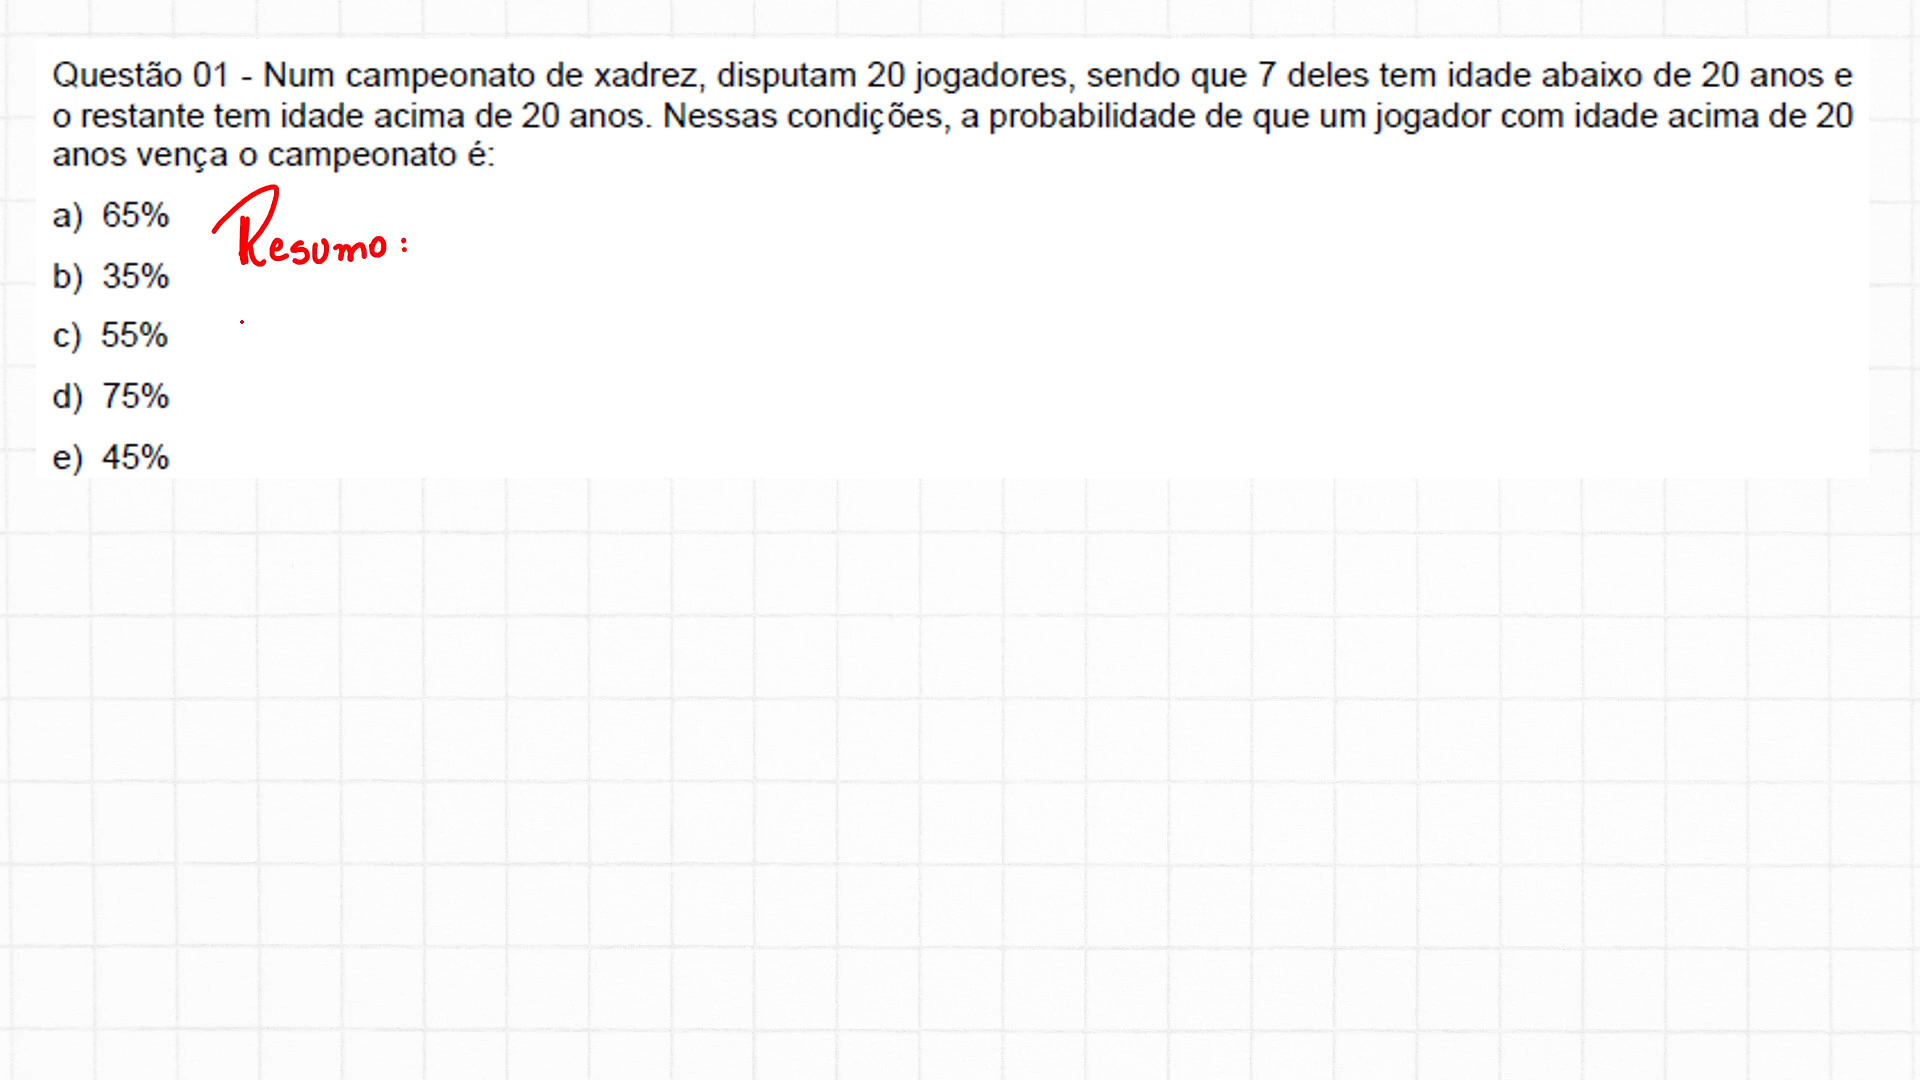 Questão 01 - Num campeonato de xadrez, disputam 20 jogadores, sendo que 7 deles tem idade abaixo de 20 anos e
o restante tem idade acima de 20 anos. Nessas condições, a probabilidade de que um jogador com idade acima de 20
anos vença o campeonato é:
a) 65%
Resumo:
b) 35%
c) 55%
d) 75%
e) 45%